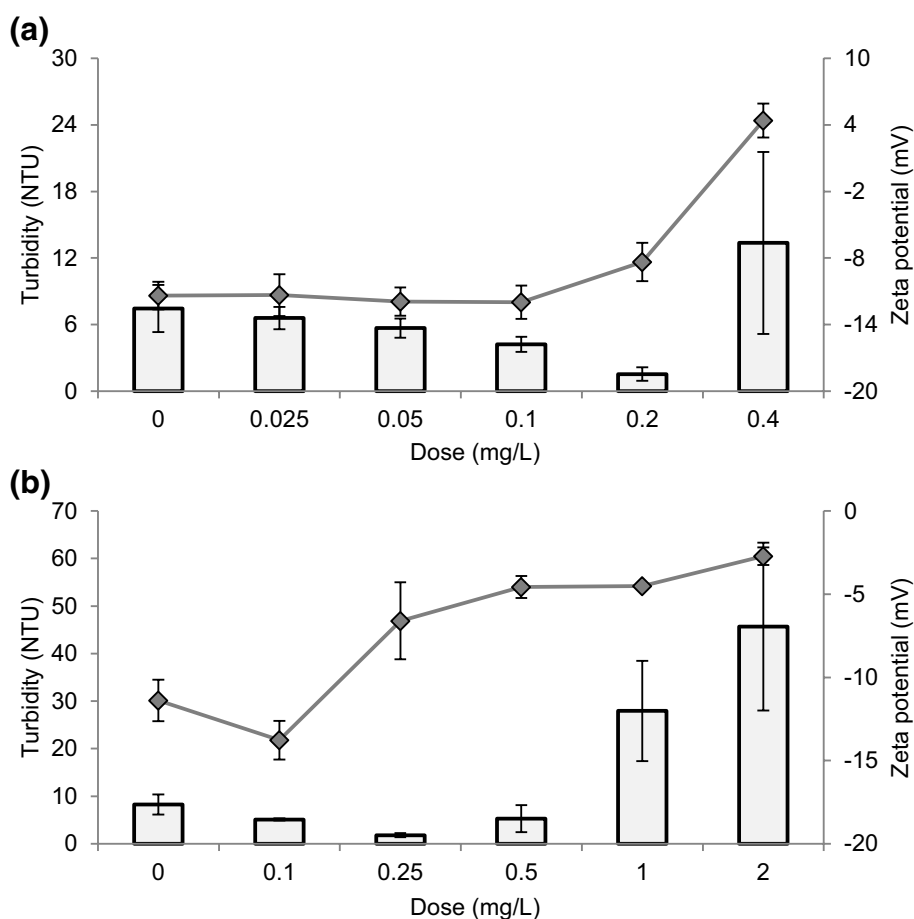 (a)
30 10
24 4
18 -2
12 -8
6 -14
0 -20
Turbidity (NTU)
Zeta potential (mV)
0 0.025 0.05 0.1 0.2 0.4
Dose (mg/L)
(b)
70 0
60
50 -5
40
30 -10
20 -15
10
0 -20
Turbidity (NTU)
Zeta potential (mV)
0 0.1 0.25 0.5 1 2
Dose (mg/L)